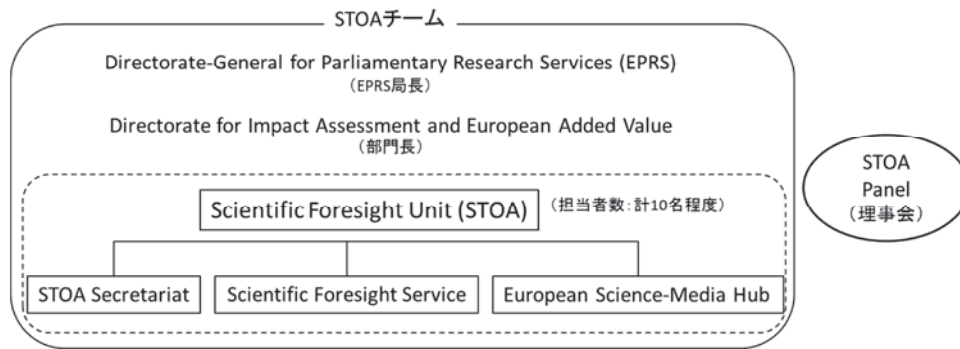 STOAチーム
Directorate-General for Parliamentary Research Services (EPRS)
（EPRS局長）
Directorate for Impact Assessment and European Added Value
（部門長）
Scientific Foresight Unit (STOA)
（担当者数：計10名程度）
STOA Secretariat
Scientific Foresight Service
European Science-Media Hub
STOA
Panel
（理事会）